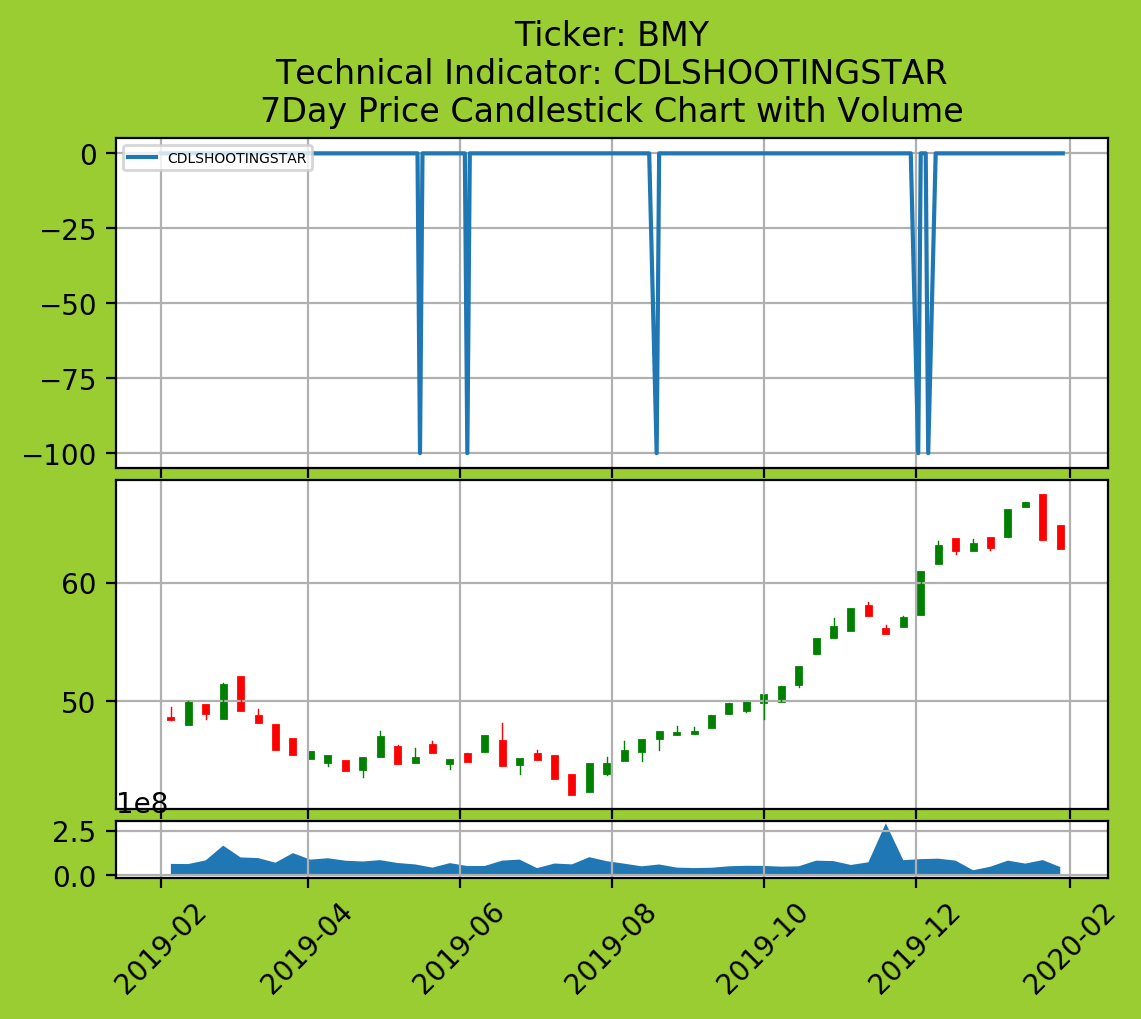 Ticker: BMY
Technical Indicator: CDLSHOOTINGSTAR
7Day Price Candlestick Chart with Volume
CDLSHOOTINGSTAR
0
−25
−50
−75
−100
60
50
1e8
2.5
0.0
2019-02 2019-04 2019-06 2019-08 2019-10 2019-12 2020-02